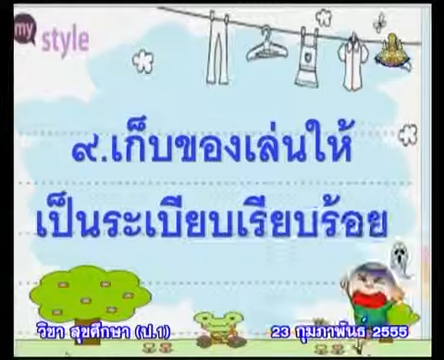 my
style
๙.เก็บของเล่นให้
เป็นระเบียบเรียบร้อย
วิชา สุขศึกษา (ป.1)
23 กุมภาพันธ์ 2555